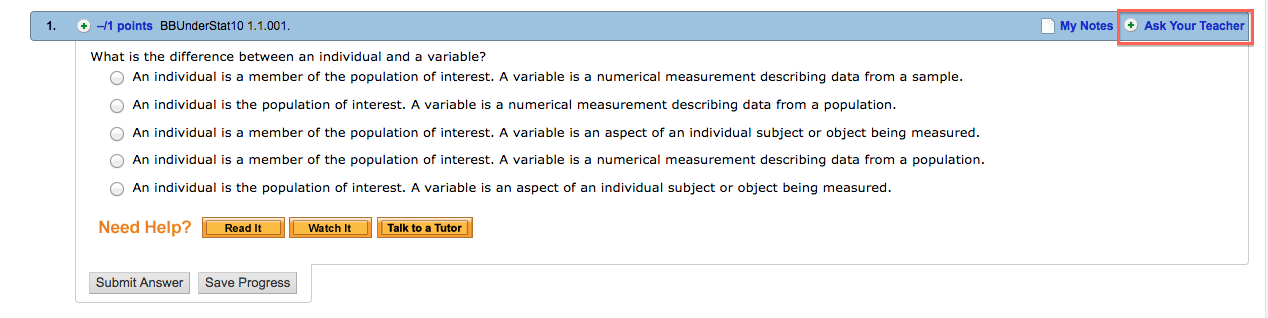 1. –/1 points BBUnderStat10 1.1.001. My Notes Ask Your Teacher
What is the difference between an individual and a variable?
An individual is a member of the population of interest. A variable is a numerical measurement describing data from a sample.
An individual is the population of interest. A variable is a numerical measurement describing data from a population.
An individual is a member of the population of interest. A variable is an aspect of an individual subject or object being measured.
An individual is a member of the population of interest. A variable is a numerical measurement describing data from a population.
An individual is the population of interest. A variable is an aspect of an individual subject or object being measured.
Need Help? Read It Watch It Talk to a Tutor
Submit Answer Save Progress